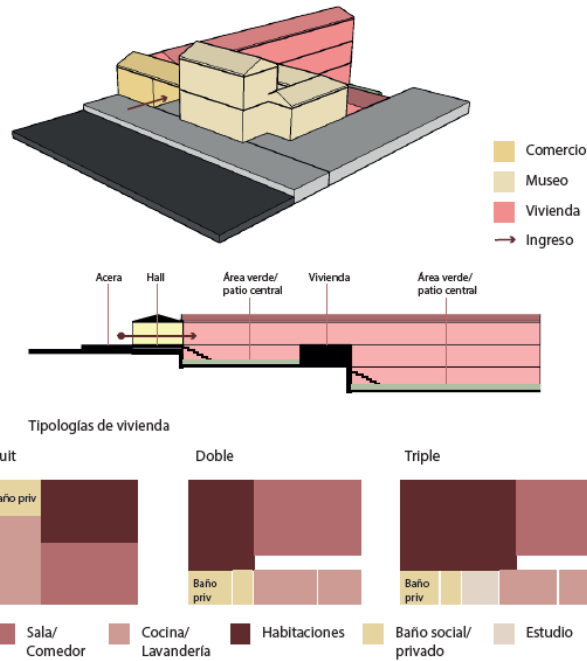 Comercio
Museo
Vivienda
Ingreso
Acera
Hall
Área verde/
patio central
Vivienda
Área verde/
patio central
Tipologías de vivienda
uit
Doble
Triple
año priv
Baño
priv
Baño
priv
Sala/
Comedor
Cocina/
Lavandería
Habitaciones
Baño social/
privado
Estudio